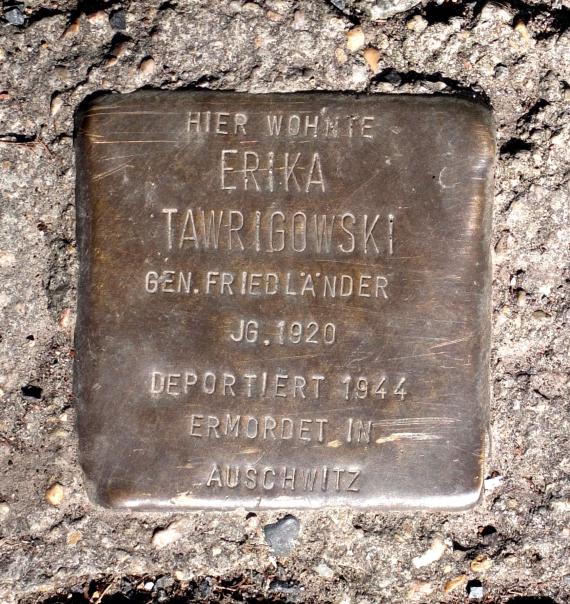 HIER WOHNTE
ERIKA
TAWRIGOWSKI
GEN. FRIEDLÄNDER
JG. 1920
DEPORTIERT 1944
ERMORDET IN
AUSCHWITZ